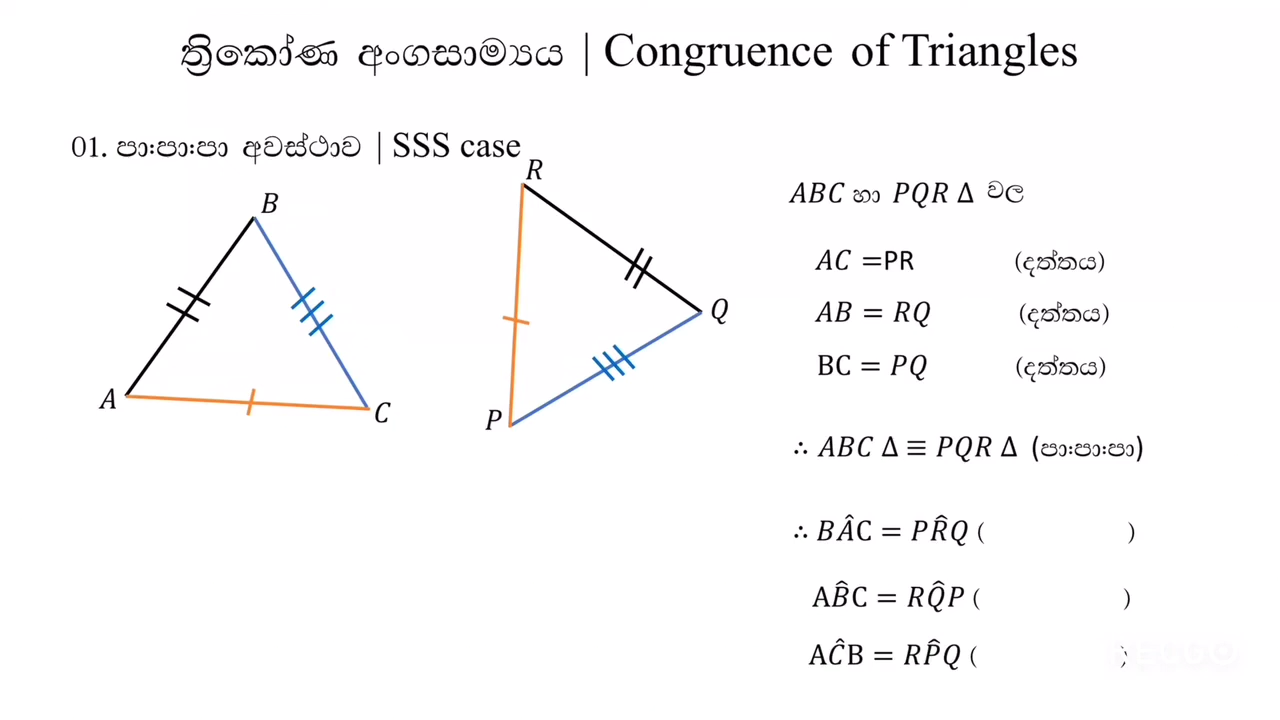 ත්‍රිකෝණ අංගසාම්‍යය | Congruence of Triangles
01. පාඃපාඃපා අවස්ථාව | SSS case
R
B
Q
A
C
P
ABC හා PQR Δ වල
AC =PR (දත්තය)
AB = RQ (දත්තය)
BC = PQ (දත්තය)
∴ ABC Δ ≡ PQR Δ (පාඃපාඃපා)
∴ BÂC = PR̂Q ( )
AB̂C = RQ̂P ( )
AĈB = RP̂Q ( )